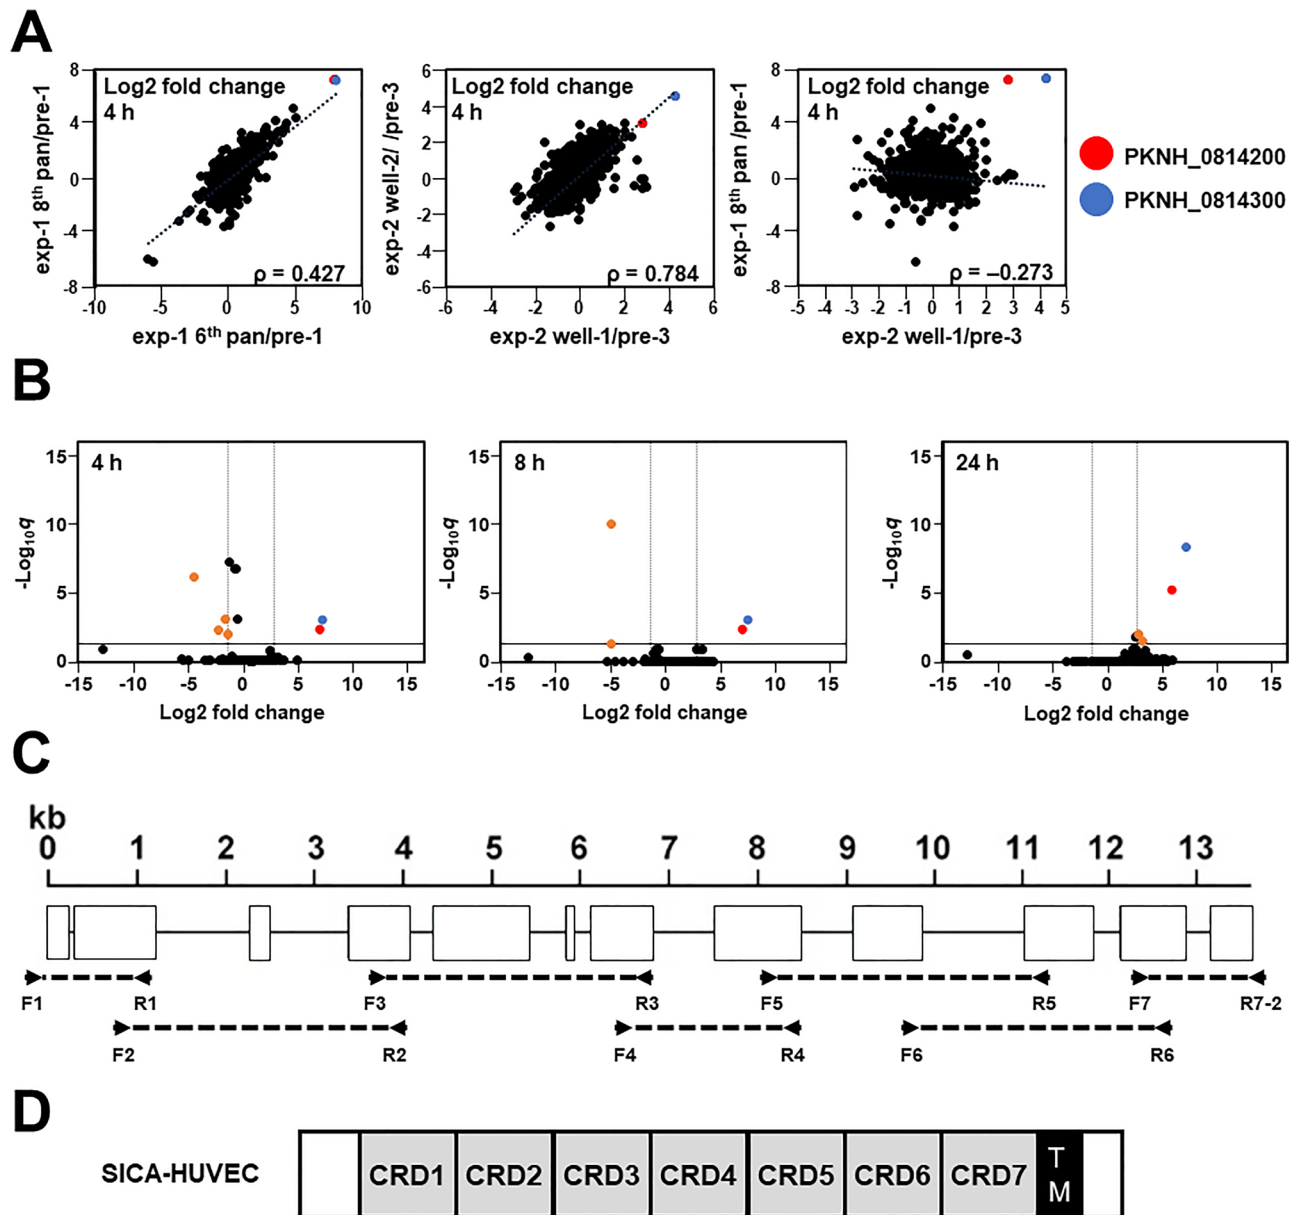 A
Log2 fold change
4 h
8
4
0
-4
-8
-10
-5
0
5
10
ρ = 0.427
exp-1 8th pan/pre-1
exp-1 6th pan/pre-1
Log2 fold change
4 h
6
4
2
0
-2
-4
-6
-6
-4
-2
0
2
4
6
ρ = 0.784
exp-2 well-2/ /pre-3
exp-2 well-1/pre-3
Log2 fold change
4 h
8
4
0
-4
-8
-5
-4
-3
-2
-1
0
1
2
3
4
5
ρ = –0.273
exp-1 8th pan /pre-1
exp-2 well-1/pre-3
PKNH_0814200
PKNH_0814300
B
4 h
15
10
5
0
-15
-10
-5
0
5
10
15
-Log10q
Log2 fold change
8 h
15
10
5
0
-15
-10
-5
0
5
10
15
-Log10q
Log2 fold change
24 h
15
10
5
0
-15
-10
-5
0
5
10
15
-Log10q
Log2 fold change
C
kb
0 1 2 3 4 5 6 7 8 9 10 11 12 13
F1 R1 F3 R3 F5 R5 F7 R7-2
F2 R2 F4 R4 F6 R6
D
SICA-HUVEC
CRD1 CRD2 CRD3 CRD4 CRD5 CRD6 CRD7
T
M